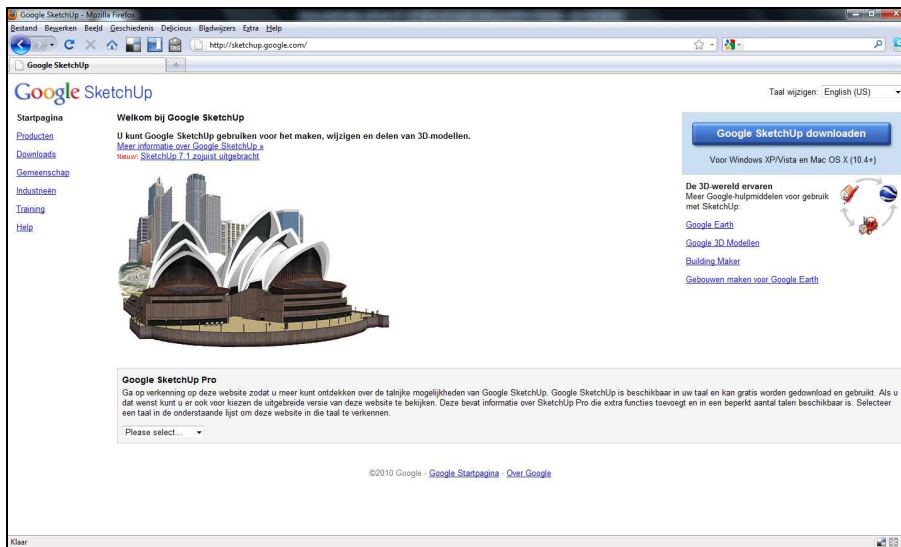 Google SketchUp - Mozilla Firefox
Bestand Bewerken Beeld Geschiedenis Delicious Bladwijzers Extra Help
TAG http://sketchup.google.com/
Google SketchUp
Google SketchUp
Taal wijzigen: English (US)
Startpagina
Producten
Downloads
Gemeenschap
Industrieën
Training
Help
Welkom bij Google SketchUp
U kunt Google SketchUp gebruiken voor het maken, wijzigen en delen van 3D-modellen.
Meer informatie over Google SketchUp »
Nieuw! SketchUp 7.1 zojuist uitgebracht
Google SketchUp downloaden
Voor Windows XP/Vista en Mac OS X (10.4+)
De 3D-wereld ervaren
Meer Google-hulpmiddelen voor gebruik
met SketchUp:
Google Earth
Google 3D Modellen
Building Maker
Gebouwen maken voor Google Earth
Google SketchUp Pro
Ga op verkenning op deze website zodat u meer kunt ontdekken over de talrijke mogelijkheden van Google SketchUp. Google SketchUp is beschikbaar in uw taal en kan gratis worden gedownload en gebruikt. Als u
dat wenst kunt u er ook voor kiezen de uitgebreide versie van deze website te bekijken. Deze bevat informatie over SketchUp Pro die extra functies toevoegt en in een beperkt aantal talen beschikbaar is. Selecteer
een taal in de onderstaande lijst om deze website in die taal te verkennen.
Please select...
©2010 Google - Google Startpagina - Over Google
Klaar